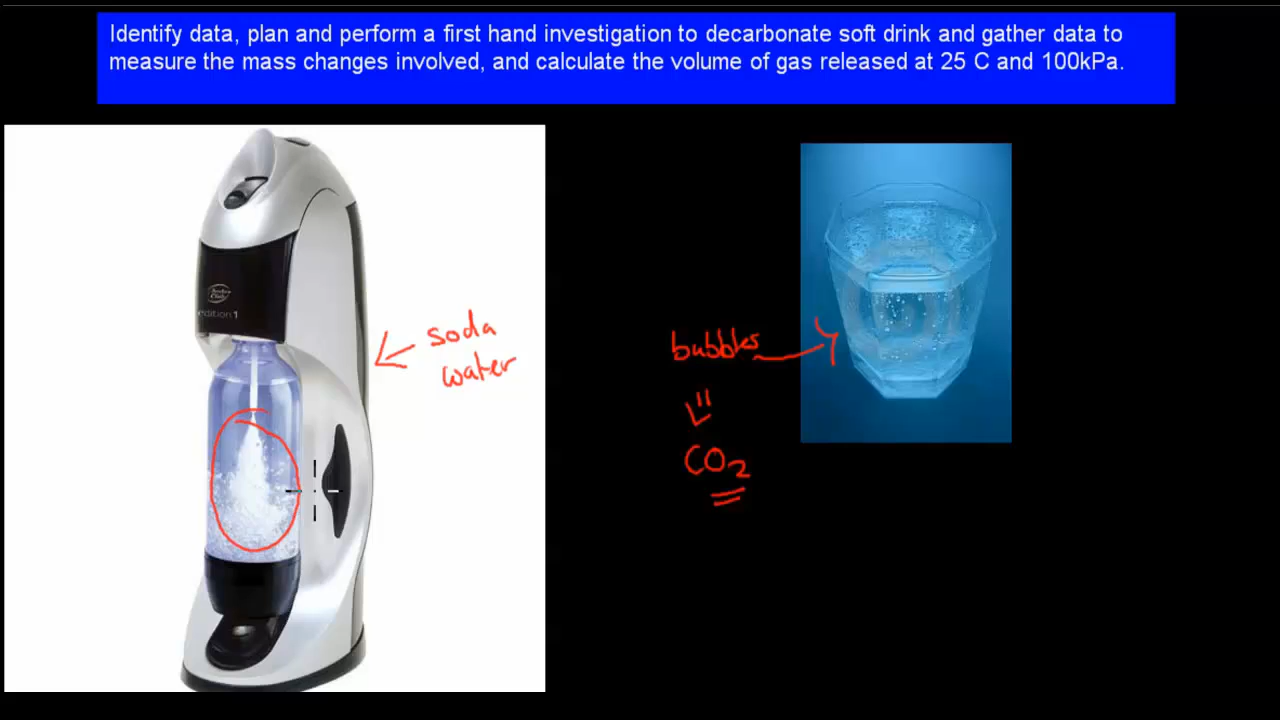 Identify data, plan and perform a first hand investigation to decarbonate soft drink and gather data to
measure the mass changes involved, and calculate the volume of gas released at 25 C and 100kPa.
edition 1
soda
water
bubbles
CO2